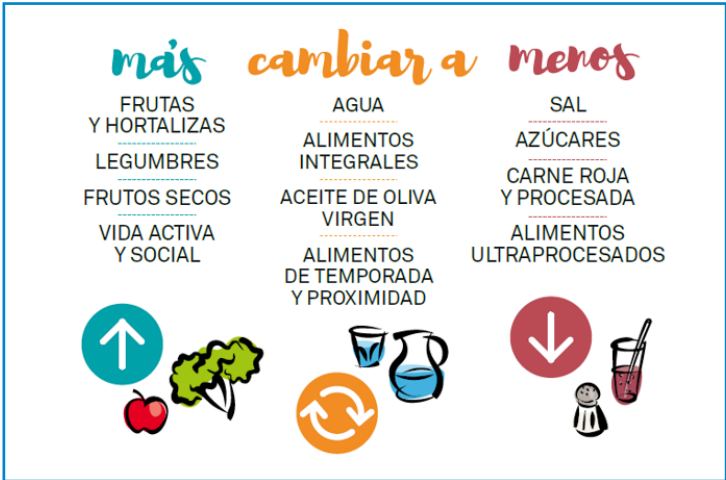 más
FRUTAS
Y HORTALIZAS
LEGUMBRES
FRUTOS SECOS
VIDA ACTIVA
Y SOCIAL
cambiar a
AGUA
ALIMENTOS
INTEGRALES
ACEITE DE OLIVA
VIRGEN
ALIMENTOS
DE TEMPORADA
Y PROXIMIDAD
menos
SAL
AZÚCARES
CARNE ROJA
Y PROCESADA
ALIMENTOS
ULTRAPROCESADOS